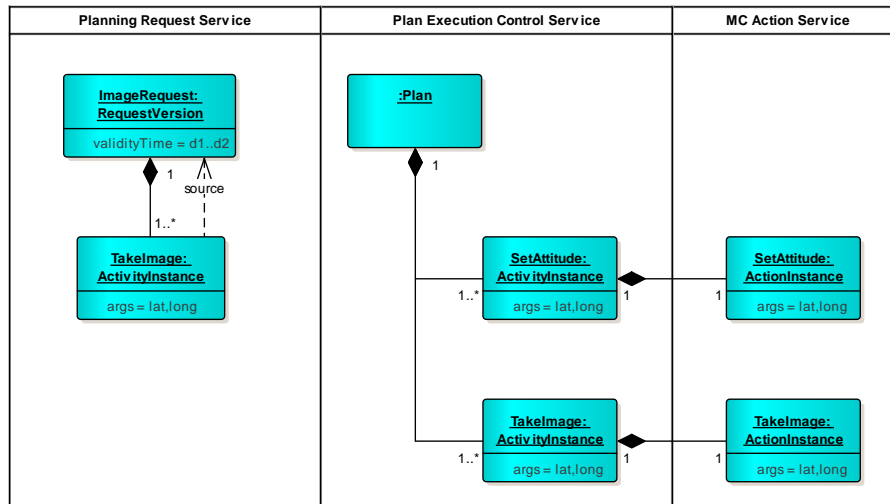 Planning Request Service
Plan Execution Control Service
MC Action Service
ImageRequest:
RequestVersion
validityTime = d1..d2
1
source
1..*
TakeImage:
ActivityInstance
args = lat,long
:Plan
1
SetAttitude:
ActivityInstance
args = lat,long
1..*
1
SetAttitude:
ActionInstance
args = lat,long
1
TakeImage:
ActivityInstance
args = lat,long
1..*
1
TakeImage:
ActionInstance
args = lat,long
1